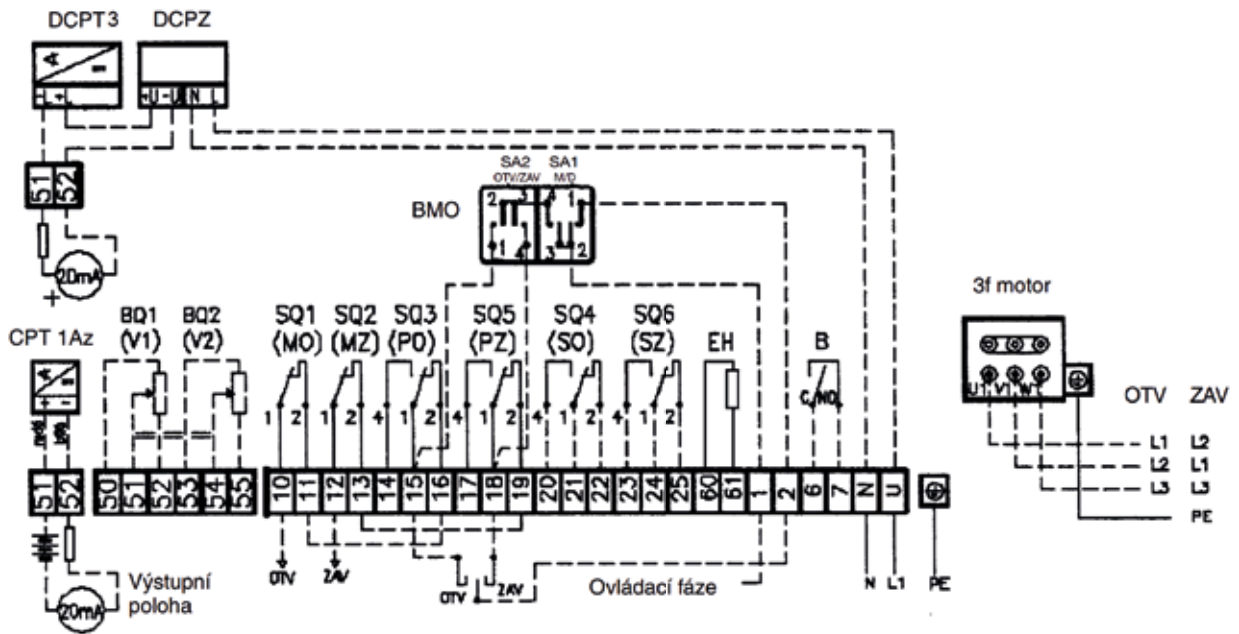 DCPT3 DCPZ
A
I
-L +L +U -U N L
51 52
20mA
+
SA2 SA1
OTV/ZAV M/D
BMO
2 3 4 1
1 4 3 2
3f motor
CPT 1Az
BQ1 BQ2 SQ1 SQ2 SQ3 SQ5 SQ4 SQ6
(V1) (V2) (MO) (MZ) (PO) (PZ) (SO) (SZ) EH B
A
I
+ -
C NO
1 2 1 2 4 1 2 4 1 2 4 1 2 4 1 2
U1 V1 W1
OTV ZAV
L1 L2
L2 L1
L3 L3
PE
51 52 50 51 52 53 54 55 10 11 12 13 14 15 16 17 18 19 20 21 22 23 24 25 60 61 1 2 6 7 N U
OTV ZAV OTV ZAV Ovládací fáze N L1 PE
Výstupní
poloha
20mA